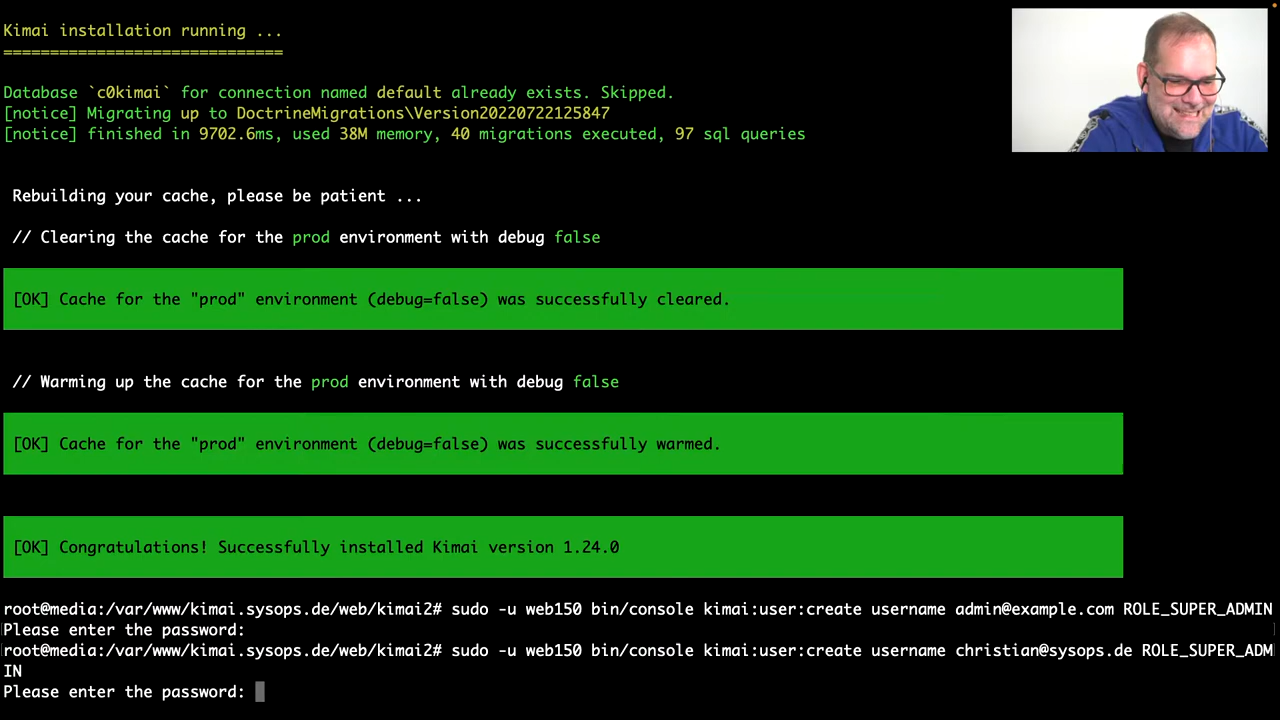 Kimai installation running ...
==============================
Database `c0kimai` for connection named default already exists. Skipped.
[notice] Migrating up to DoctrineMigrations\Version20220722125847
[notice] finished in 9702.6ms, used 38M memory, 40 migrations executed, 97 sql queries
Rebuilding your cache, please be patient ...
// Clearing the cache for the prod environment with debug false
[OK] Cache for the "prod" environment (debug=false) was successfully cleared.
// Warming up the cache for the prod environment with debug false
[OK] Cache for the "prod" environment (debug=false) was successfully warmed.
[OK] Congratulations! Successfully installed Kimai version 1.24.0
root@media:/var/www/kimai.sysops.de/web/kimai2# sudo -u web150 bin/console kimai:user:create username admin@example.com ROLE_SUPER_ADMIN
Please enter the password:
root@media:/var/www/kimai.sysops.de/web/kimai2# sudo -u web150 bin/console kimai:user:create username christian@sysops.de ROLE_SUPER_ADM
IN
Please enter the password: